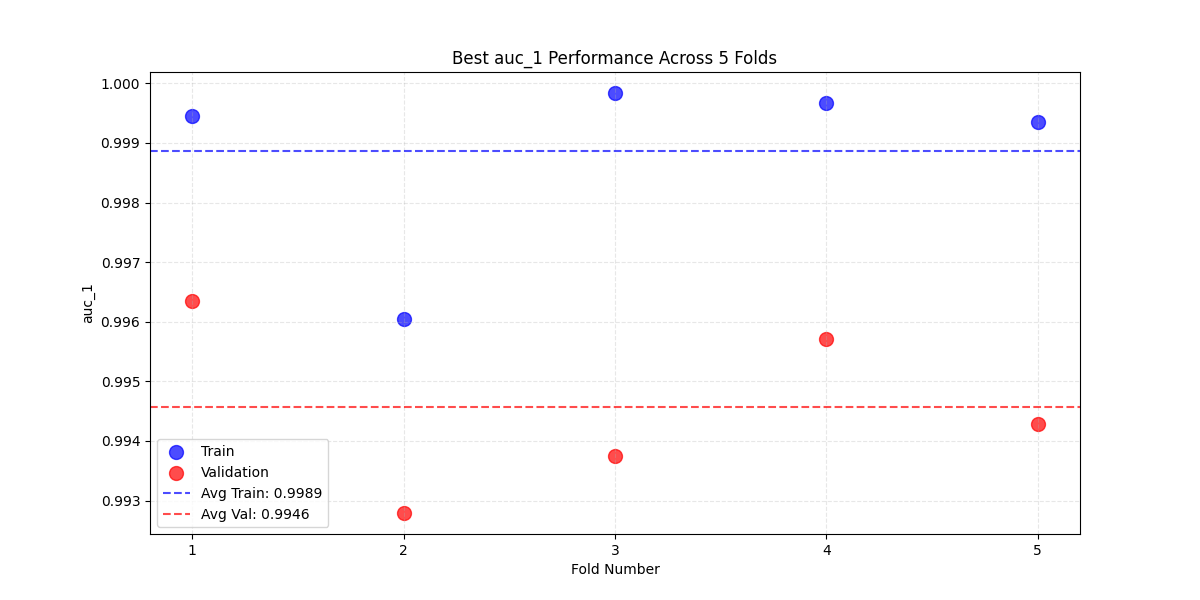 Best auc_1 Performance Across 5 Folds
auc_1
1.000
0.999
0.998
0.997
0.996
0.995
0.994
0.993
Train
Validation
Avg Train: 0.9989
Avg Val: 0.9946
1 2 3 4 5
Fold Number